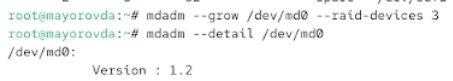 root@mayorovda:~# mdadm --grow /dev/md0 --raid-devices 3
root@mayorovda:~# mdadm --detail /dev/md0
/dev/md0:
Version : 1.2